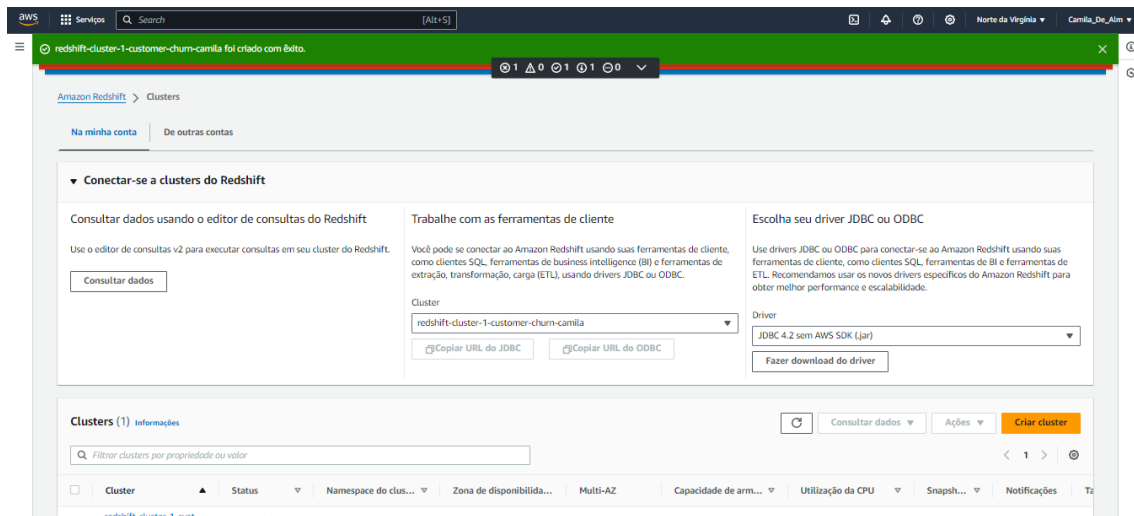 aws
Serviços
Search
[Alt+S]
Norte da Virgínia
Camila_De_Alm
redshift-cluster-1-customer-churn-camila foi criado com êxito.
1 0 1 1 0
Amazon Redshift > Clusters
Na minha conta
De outras contas
Conectar-se a clusters do Redshift
Consultar dados usando o editor de consultas do Redshift
Use o editor de consultas v2 para executar consultas em seu cluster do Redshift.
Consultar dados
Trabalhe com as ferramentas de cliente
Você pode se conectar ao Amazon Redshift usando suas ferramentas de cliente,
como clientes SQL, ferramentas de business intelligence (BI) e ferramentas de
extração, transformação, carga (ETL), usando drivers JDBC ou ODBC.
Cluster
redshift-cluster-1-customer-churn-camila
Copiar URL do JDBC
Copiar URL do ODBC
Escolha seu driver JDBC ou ODBC
Use drivers JDBC ou ODBC para conectar-se ao Amazon Redshift usando suas
ferramentas de cliente, como clientes SQL, ferramentas de BI e ferramentas de
ETL. Recomendamos usar os novos drivers específicos do Amazon Redshift para
obter melhor performance e escalabilidade.
Driver
JDBC 4.2 sem AWS SDK (.jar)
Fazer download do driver
Clusters (1) Informações
Consultar dados
Ações
Criar cluster
Filtrar clusters por propriedade ou valor
1
Cluster
Status
Namespace do clus...
Zona de disponibilida...
Multi-AZ
Capacidade de arm...
Utilização da CPU
Snapsh...
Notificações
Ta